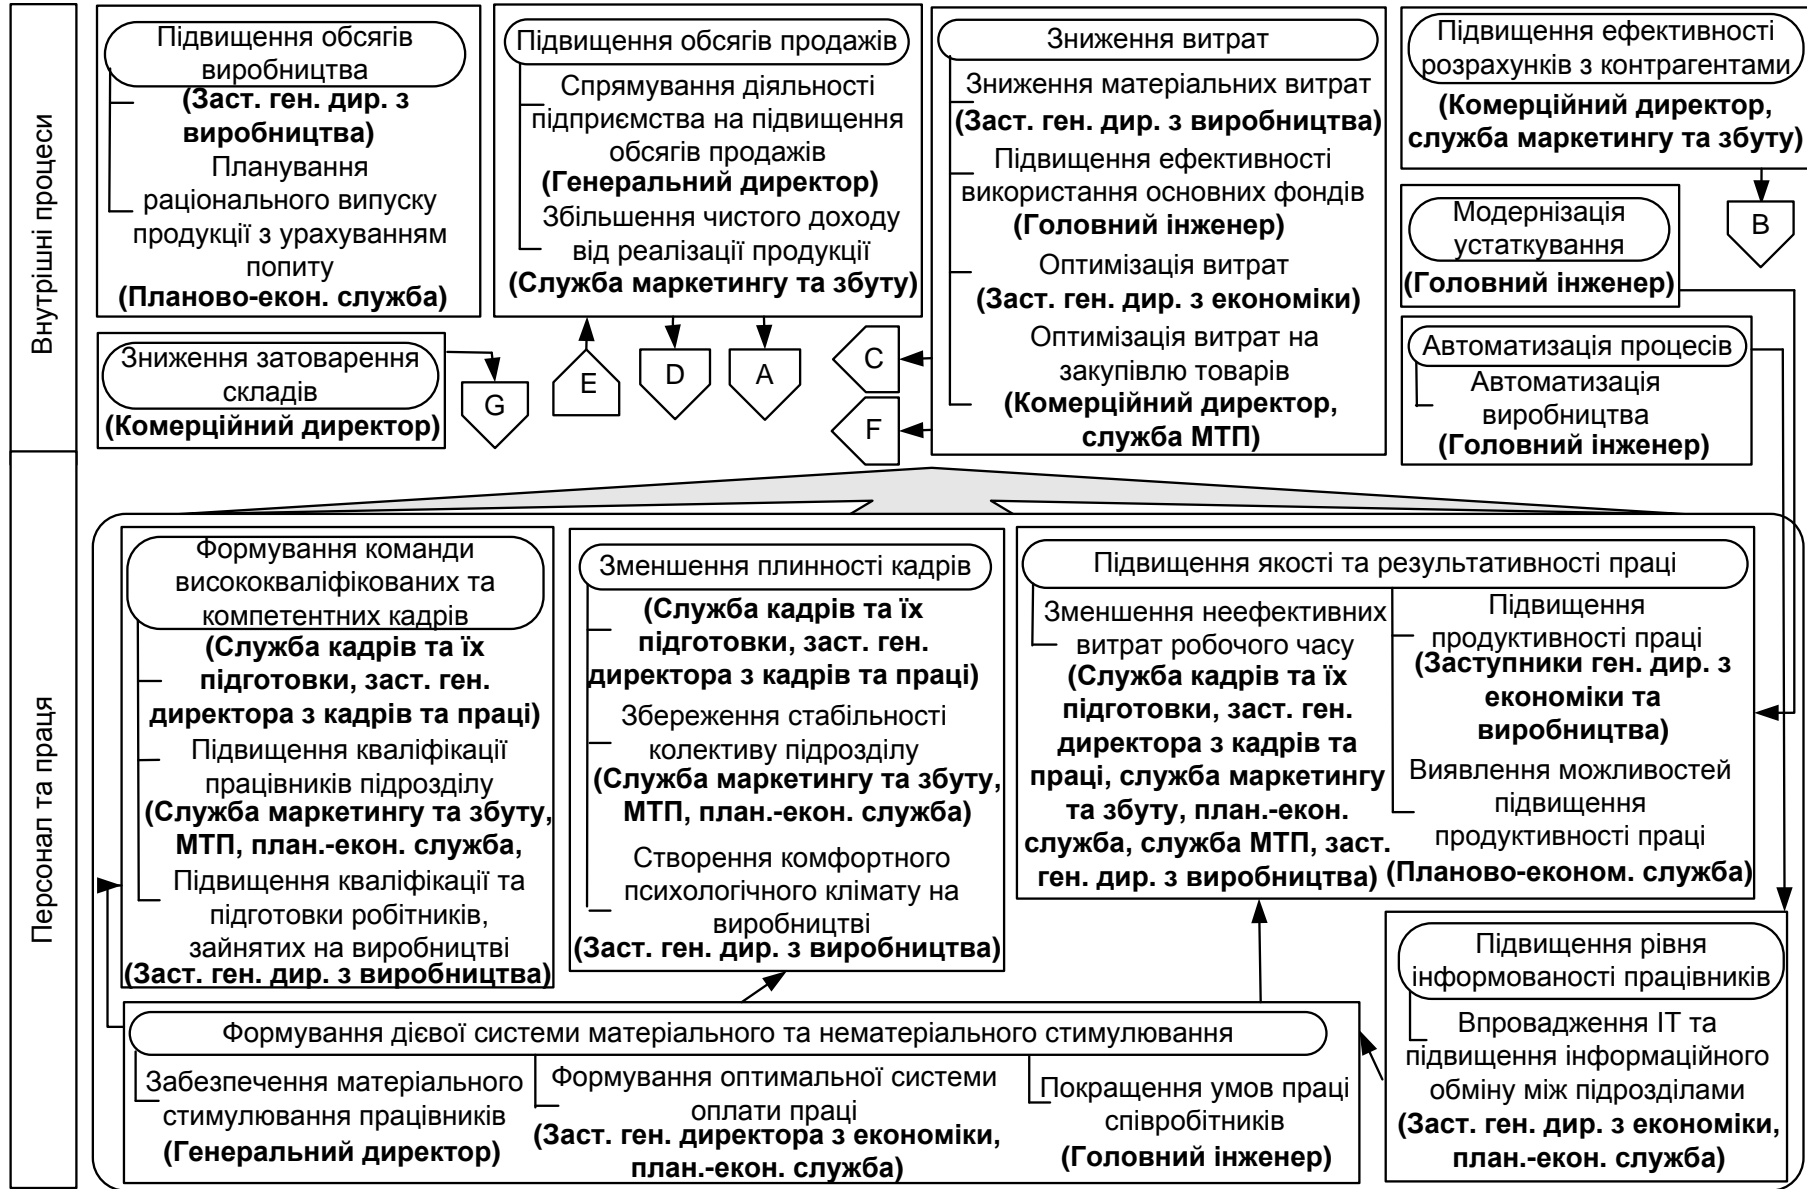 Внутрішні процеси
Підвищення обсягів
виробництва
(Заст. ген. дир. з
виробництва)
Планування
раціонального випуску
продукції з урахуванням
попиту
(Планово-екон. служба)
Зниження затоварення
складів
(Комерційний директор)
G
Підвищення обсягів продажів
Спрямування діяльності
підприємства на підвищення
обсягів продажів
(Генеральний директор)
Збільшення чистого доходу
від реалізації продукції
(Служба маркетингу та збуту)
E
D
A
Зниження витрат
Зниження матеріальних витрат
(Заст. ген. дир. з виробництва)
Підвищення ефективності
використання основних фондів
(Головний інженер)
Оптимізація витрат
(Заст. ген. дир. з економіки)
Оптимізація витрат на
закупівлю товарів
(Комерційний директор,
служба МТП)
C
F
Підвищення ефективності
розрахунків з контрагентами
(Комерційний директор,
служба маркетингу та збуту)
B
Модернізація
устаткування
(Головний інженер)
Автоматизація процесів
Автоматизація
виробництва
(Головний інженер)
Персонал та праця
Формування команди
висококваліфікованих та
компетентних кадрів
(Служба кадрів та їх
підготовки, заст. ген.
директора з кадрів та праці)
Підвищення кваліфікації
працівників підрозділу
(Служба маркетингу та збуту,
МТП, план.-екон. служба,
Підвищення кваліфікації та
підготовки робітників,
зайнятих на виробництві
(Заст. ген. дир. з виробництва)
Зменшення плинності кадрів
(Служба кадрів та їх
підготовки, заст. ген.
директора з кадрів та праці)
Збереження стабільності
колективу підрозділу
(Служба маркетингу та збуту,
МТП, план.-екон. служба)
Створення комфортного
психологічного клімату на
виробництві
(Заст. ген. дир. з виробництва)
Підвищення якості та результативності праці
Зменшення неефективних
витрат робочого часу
(Служба кадрів та їх
підготовки, заст. ген.
директора з кадрів та
праці, служба маркетингу
та збуту, план.-екон.
служба, служба МТП, заст.
ген. дир. з виробництва)
Підвищення
продуктивності праці
(Заступники ген. дир. з
економіки та
виробництва)
Виявлення можливостей
підвищення
продуктивності праці
(Планово-економ. служба)
Формування дієвої системи матеріального та нематеріального стимулювання
Забезпечення матеріального
стимулювання працівників
(Генеральний директор)
Формування оптимальної системи
оплати праці
(Заст. ген. директора з економіки,
план.-екон. служба)
Покращення умов праці
співробітників
(Головний інженер)
Підвищення рівня
інформованості працівників
Впровадження ІТ та
підвищення інформаційного
обміну між підрозділами
(Заст. ген. дир. з економіки,
план.-екон. служба)